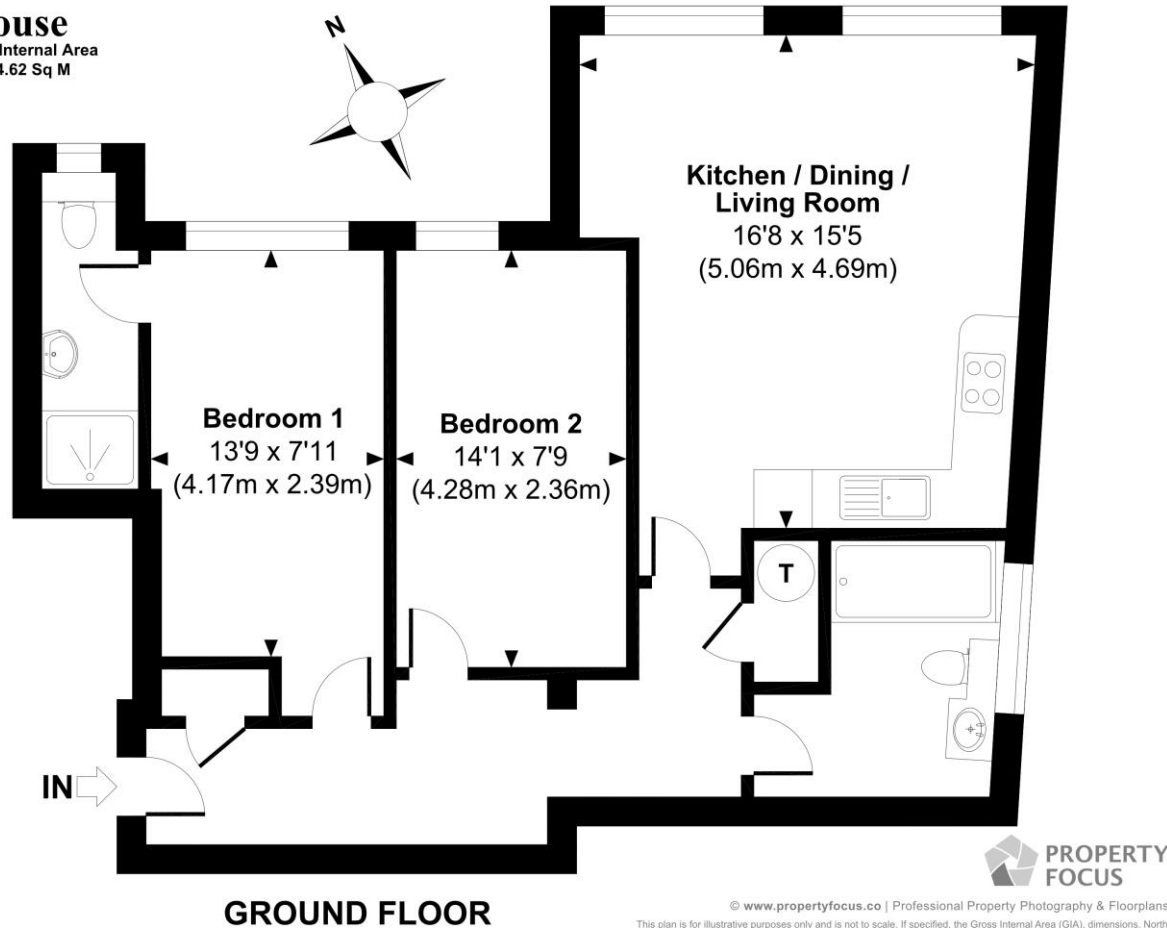 ouse
Internal Area
4.62 Sq M
N
Kitchen / Dining /
Living Room
16'8 x 15'5
(5.06m x 4.69m)
Bedroom 1
13'9 x 7'11
(4.17m x 2.39m)
Bedroom 2
14'1 x 7'9
(4.28m x 2.36m)
T
IN
PROPERTY
FOCUS
GROUND FLOOR
© www.propertyfocus.co | Professional Property Photography & Floorplans
This plan is for illustrative purposes only and is not to scale. If specified, the Gross Internal Area (GIA), dimensions, North